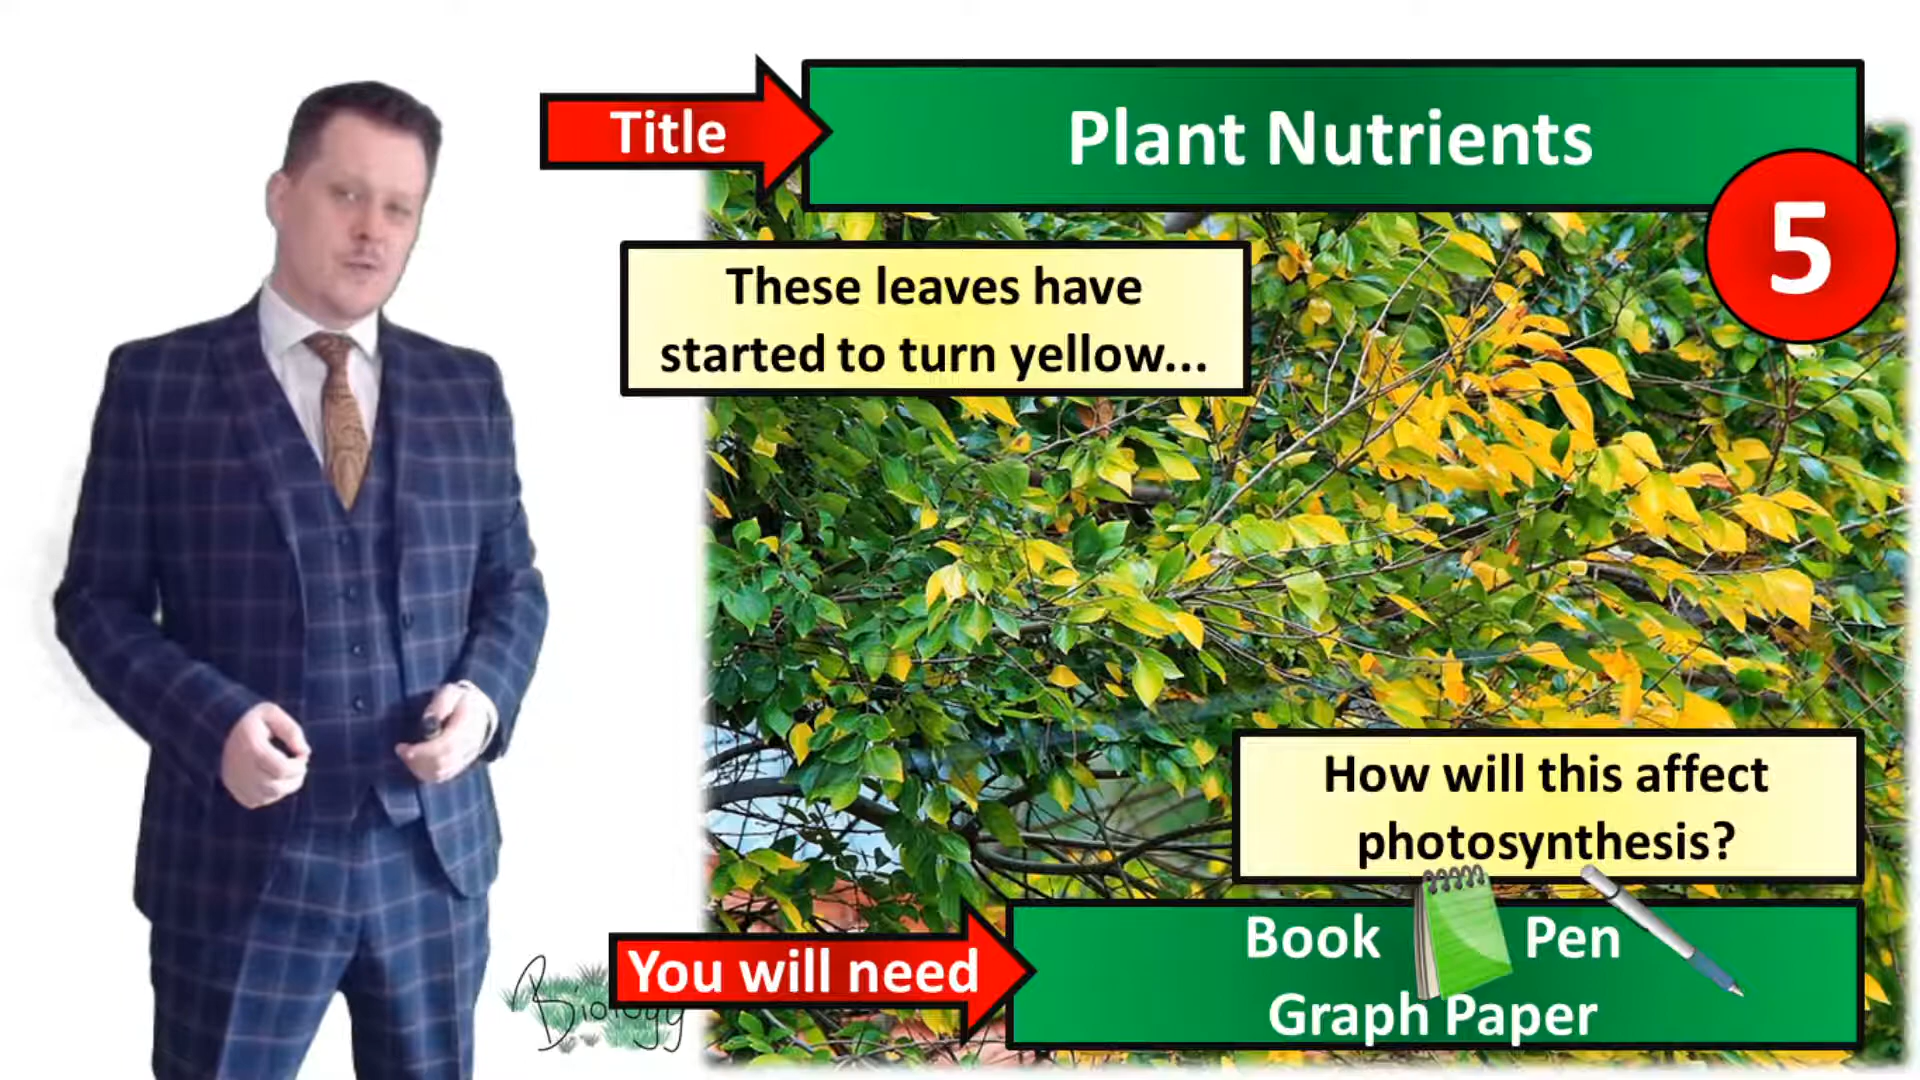 Title
Plant Nutrients
5
These leaves have
started to turn yellow...
How will this affect
photosynthesis?
You will need
Book Pen
Graph Paper
Biology